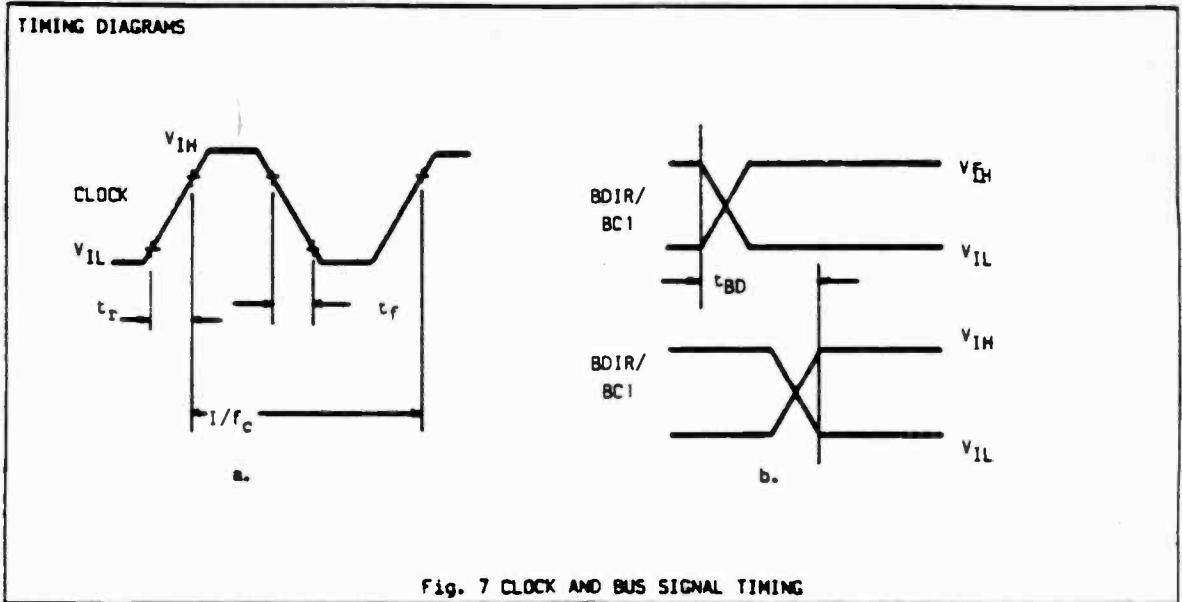 TIMING DIAGRAMS
VIH
CLOCK
VIL
tr
tf
I/fc
a.
BDIR/
BC1
VIH
VIL
tBD
BDIR/
BC1
VIH
VIL
b.
Fig. 7 CLOCK AND BUS SIGNAL TIMING